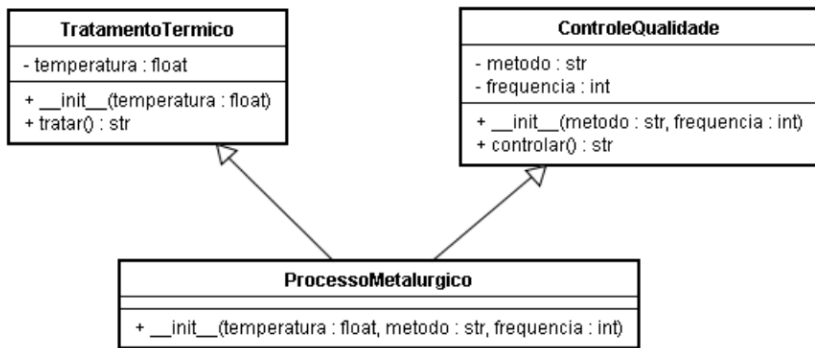 TratamentoTermico
- temperatura : float
+ __init__(temperatura : float)
+ tratar() : str
ControleQualidade
- metodo : str
- frequencia : int
+ __init__(metodo : str, frequencia : int)
+ controlar() : str
ProcessoMetalurgico
+ __init__(temperatura : float, metodo : str, frequencia : int)